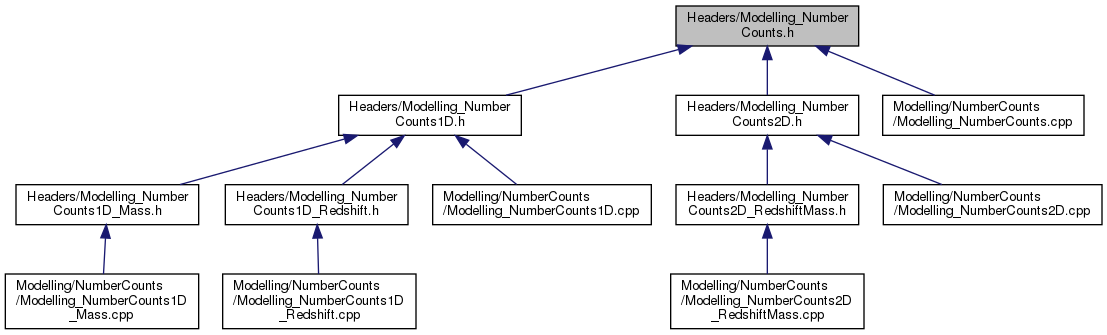 Headers/Modelling_Number
Counts.h
Headers/Modelling_Number
Counts1D.h
Headers/Modelling_Number
Counts2D.h
Modelling/NumberCounts
/Modelling_NumberCounts.cpp
Headers/Modelling_Number
Counts1D_Mass.h
Headers/Modelling_Number
Counts1D_Redshift.h
Modelling/NumberCounts
/Modelling_NumberCounts1D.cpp
Headers/Modelling_Number
Counts2D_RedshiftMass.h
Modelling/NumberCounts
/Modelling_NumberCounts2D.cpp
Modelling/NumberCounts
/Modelling_NumberCounts1D
_Mass.cpp
Modelling/NumberCounts
/Modelling_NumberCounts1D
_Redshift.cpp
Modelling/NumberCounts
/Modelling_NumberCounts2D
_RedshiftMass.cpp